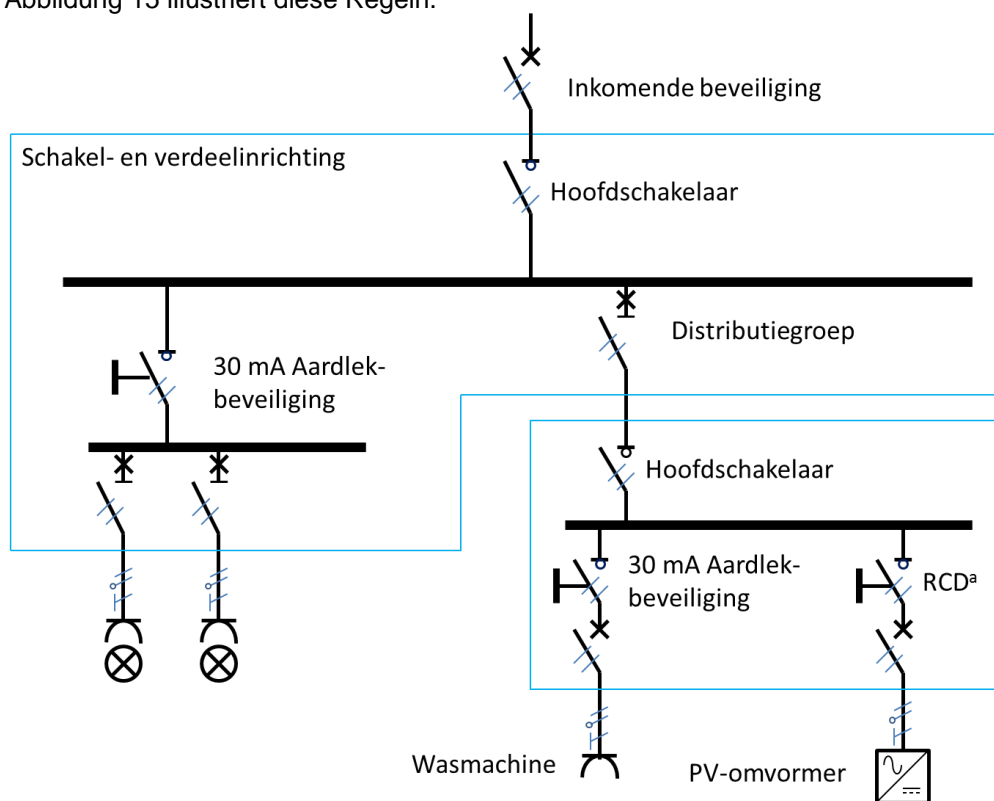 Abbildung 15 illustriert diese Regeln.
Inkomende beveiliging
Schakel- en verdeelinrichting
Hoofdschakelaar
Distributiegroep
30 mA Aardlek-
beveiliging
Hoofdschakelaar
30 mA Aardlek-
beveiliging
RCDᵃ
Wasmachine
PV-omvormer